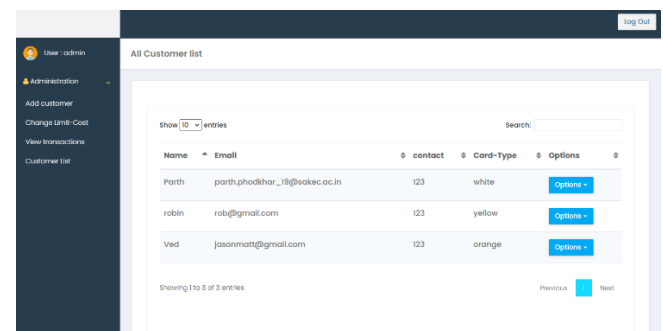 Log Out
User : admin
All Customer list
Administration
Add customer
Change Limit-Cost
View transactions
Customer List
Show 10 entries
Search:
Name Email contact Card-Type Options
Parth parth.phodkhar_19@sakec.ac.in 123 white Options
robin rob@gmail.com 123 yellow Options
Ved jasonmatt@gmail.com 123 orange Options
Showing 1 to 3 of 3 entries
Previous 1 Next